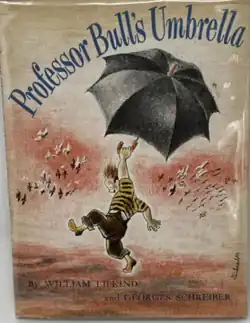 Professor Bull's Umbrella
By WILLIAM LIPKIND
and GEORGES SCHREIBER